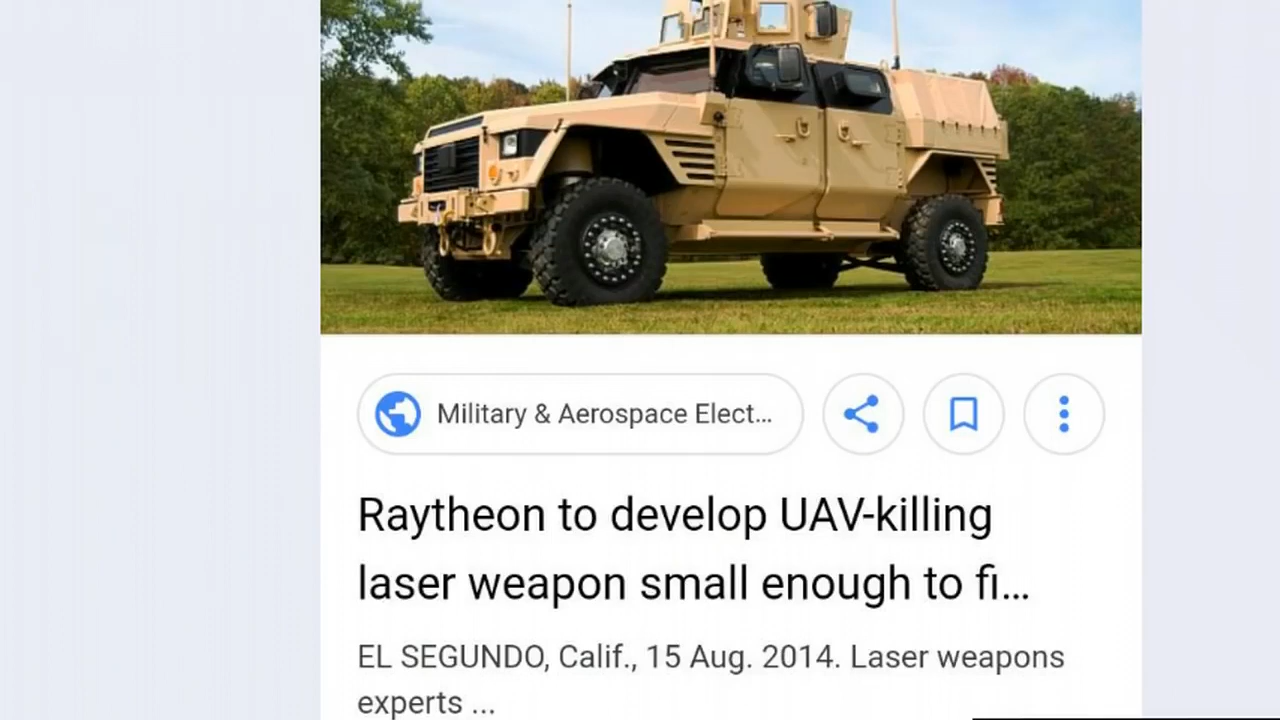 Military & Aerospace Elect...
Raytheon to develop UAV-killing
laser weapon small enough to fi...
EL SEGUNDO, Calif., 15 Aug. 2014. Laser weapons
experts ...